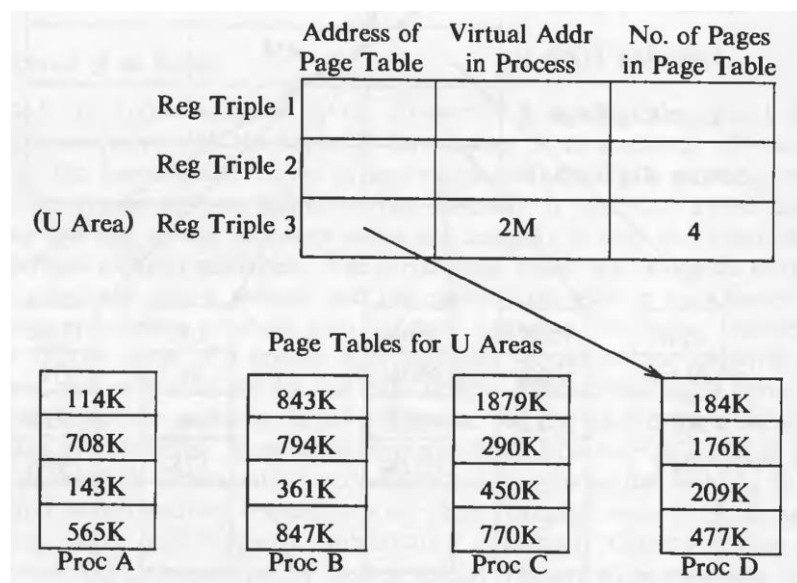 Address of Virtual Addr No. of Pages
Page Table in Process in Page Table
Reg Triple 1
Reg Triple 2
(U Area) Reg Triple 3 2M 4
Page Tables for U Areas
114K 843K 1879K 184K
708K 794K 290K 176K
143K 361K 450K 209K
565K 847K 770K 477K
Proc A Proc B Proc C Proc D